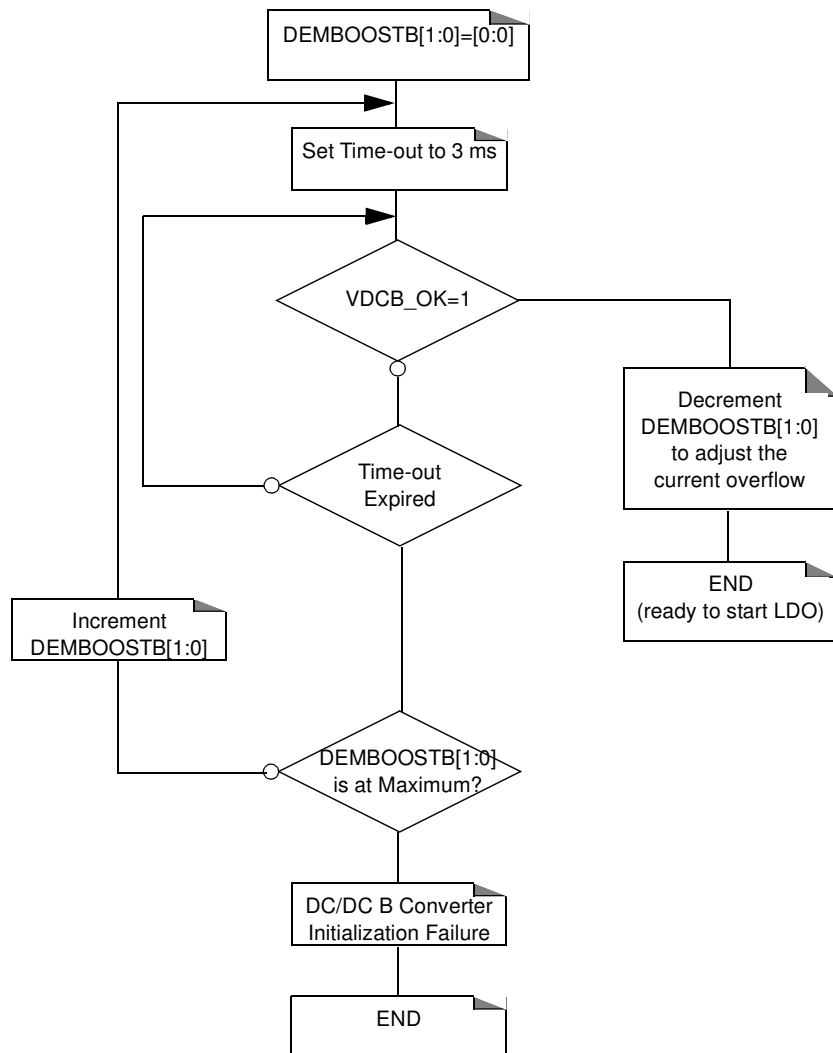 DEMBOOSTB[1:0]=[0:0]
Set Time-out to 3 ms
VDCB_OK=1
Decrement
DEMBOOSTB[1:0]
to adjust the
current overflow
Time-out
Expired
END
(ready to start LDO)
Increment
DEMBOOSTB[1:0]
DEMBOOSTB[1:0]
is at Maximum?
DC/DC B Converter
Initialization Failure
END